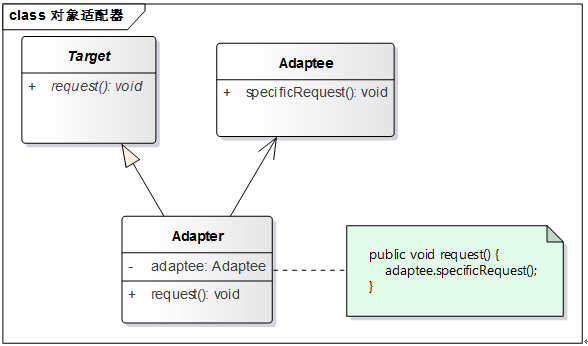 class 对象适配器
Target
+ request(): void
Adaptee
+ specificRequest(): void
Adapter
- adaptee: Adaptee
+ request(): void
public void request() {
adaptee.specificRequest();
}